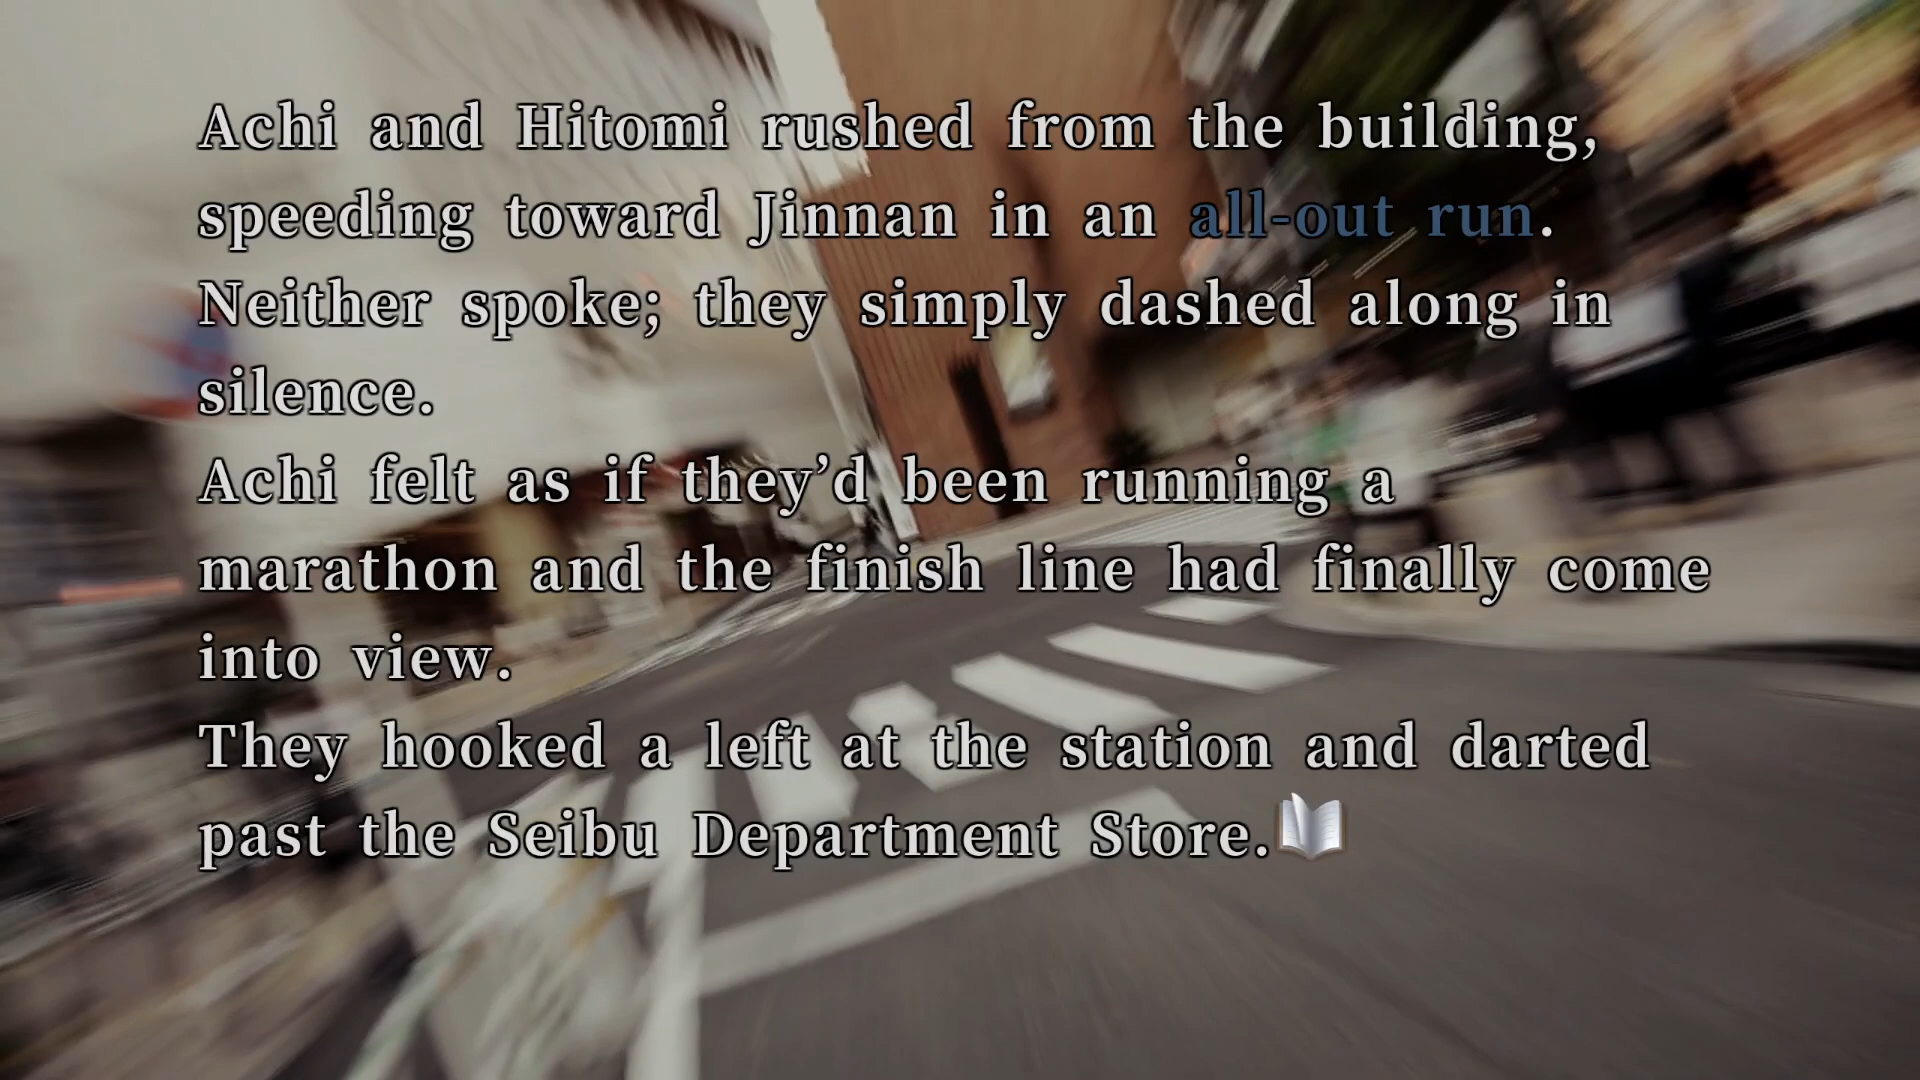 Achi and Hitomi rushed from the building,
speeding toward Jinnan in an all-out run.
Neither spoke; they simply dashed along in
silence.
Achi felt as if they’d been running a
marathon and the finish line had finally come
into view.
They hooked a left at the station and darted
past the Seibu Department Store.